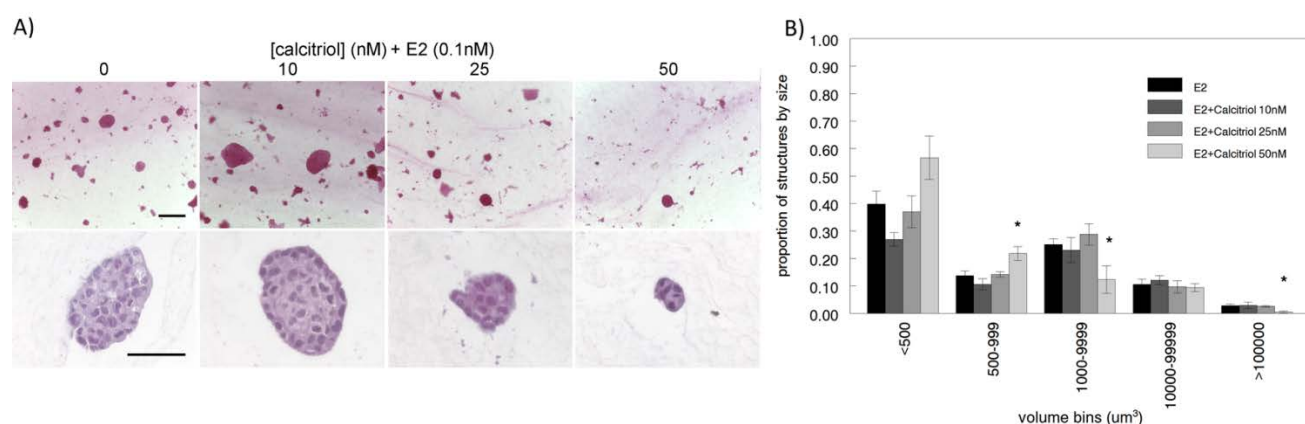 A)
[calcitriol] (nM) + E2 (0.1nM)
0 10 25 50
B)
proportion of structures by size
1.00
0.90
0.80
0.70
0.60
0.50
0.40
0.30
0.20
0.10
0.00
E2
E2+Calcitriol 10nM
E2+Calcitriol 25nM
E2+Calcitriol 50nM
*
*
*
<500
500-999
1000-9999
10000-99999
>100000
volume bins (um³)